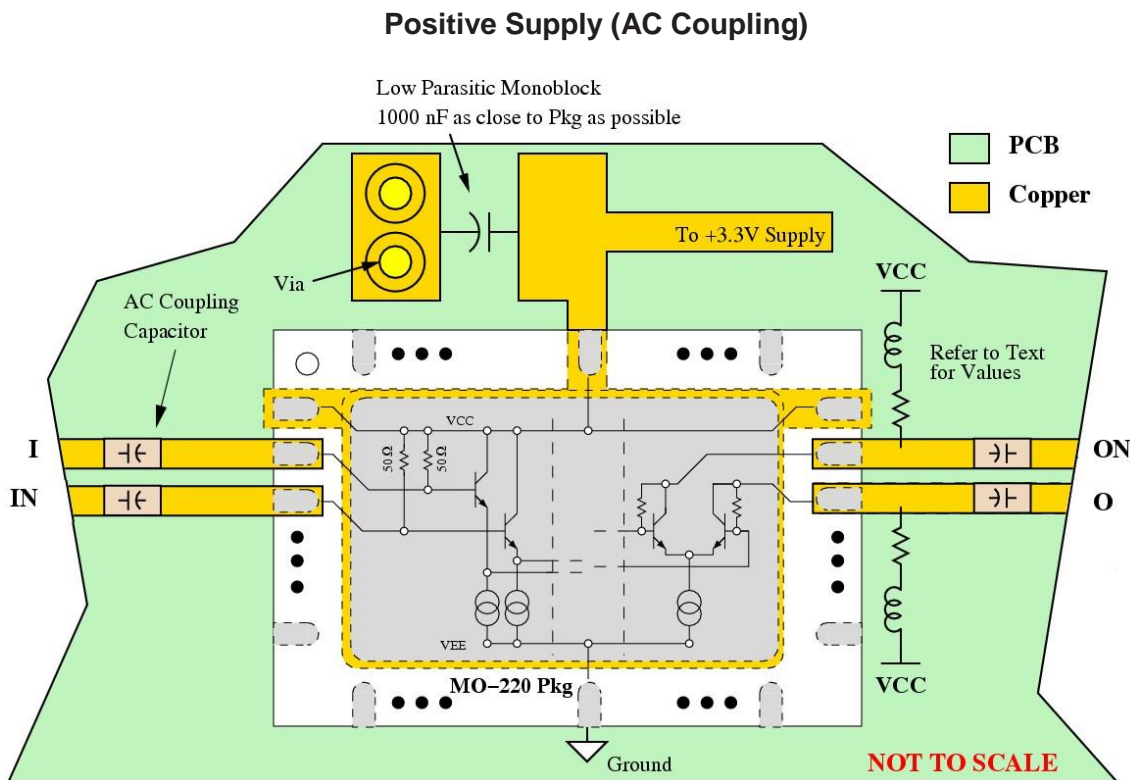 Positive Supply (AC Coupling)
Low Parasitic Monoblock
1000 nF as close to Pkg as possible
PCB
Copper
To +3.3V Supply
Via
VCC
AC Coupling
Capacitor
Refer to Text
for Values
VCC
I
50 Ω
50 Ω
ON
IN
O
VEE
MO-220 Pkg
VCC
Ground
NOT TO SCALE